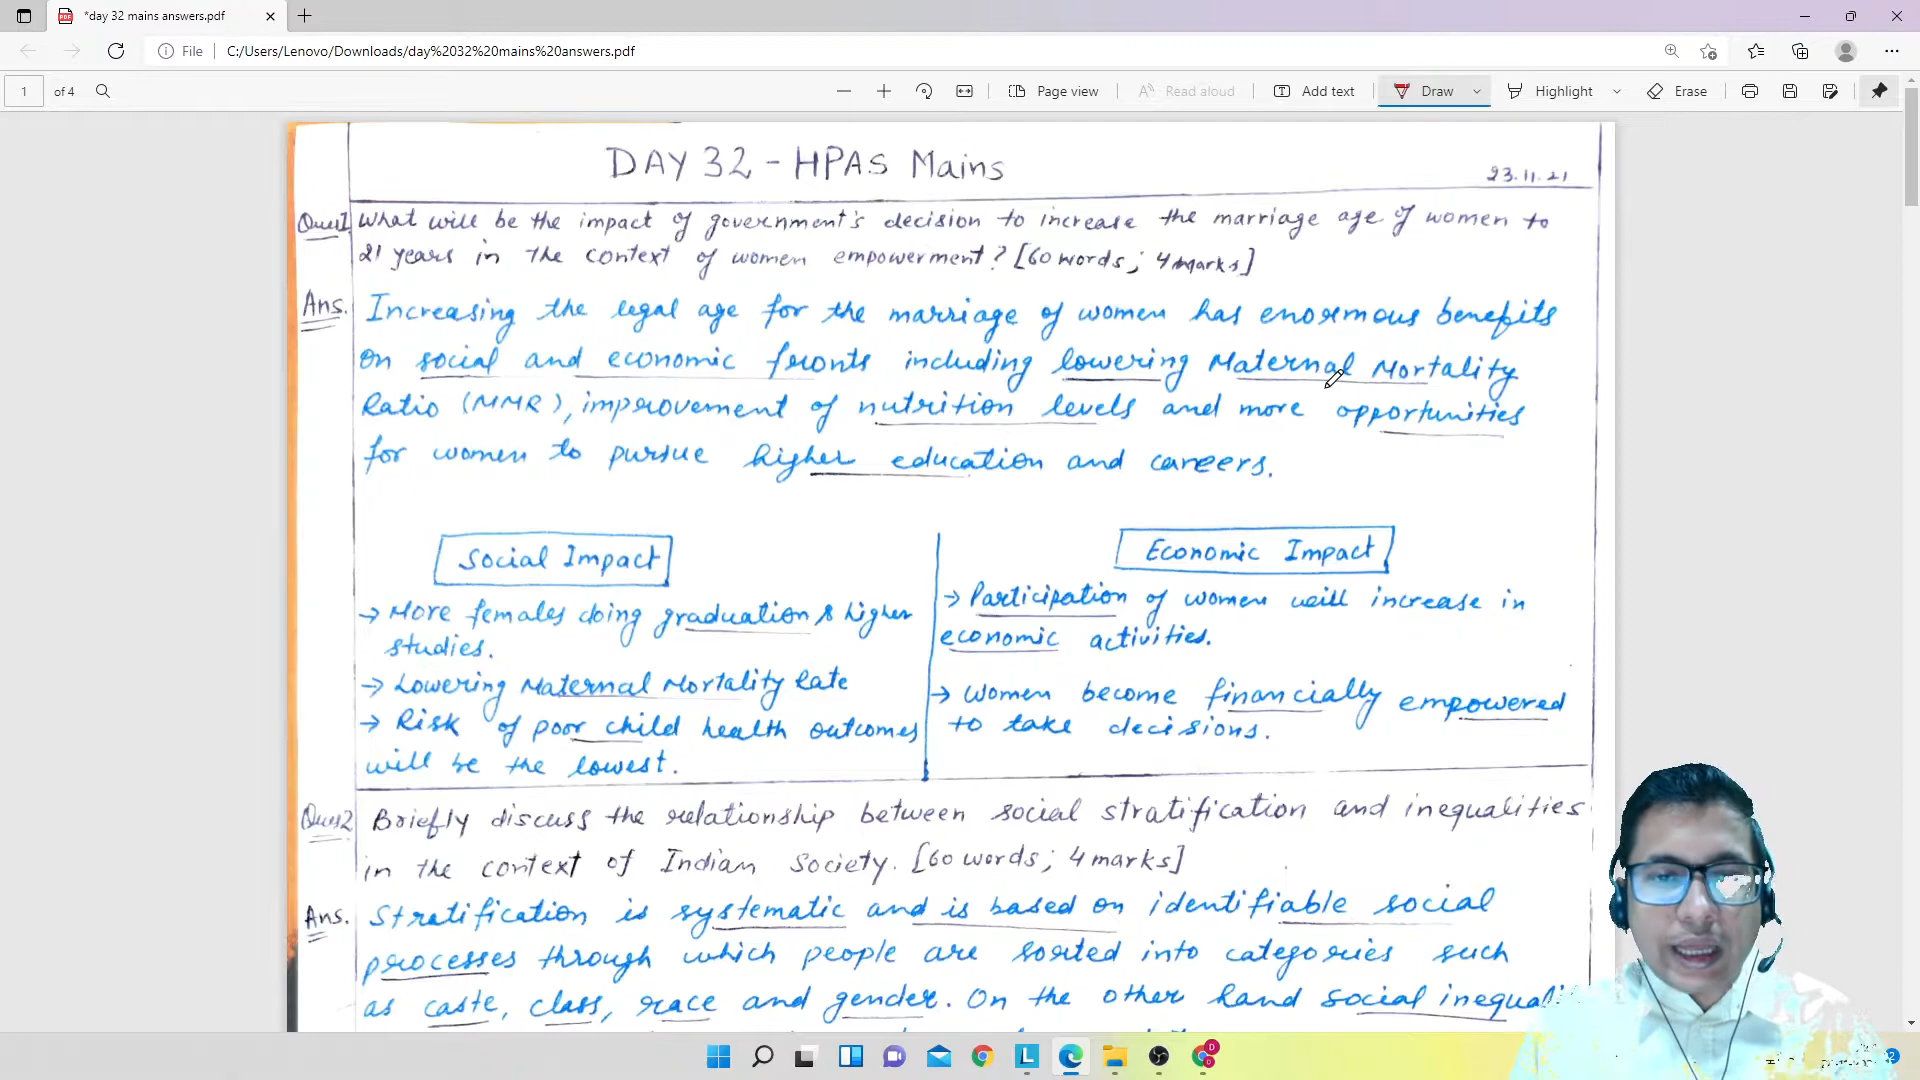 *day 32 mains answers.pdf
File
C:/Users/Lenovo/Downloads/day%2032%20mains%20answers.pdf
1 of 4
Page view
Read aloud
Add text
Draw
Highlight
Erase
DAY 32 - HPAS Mains
23.11.21
Ques1 What will be the impact of government's decision to increase the marriage age of women to
21 years in the context of women empowerment? [60 words; 4 marks]
Ans. Increasing the legal age for the marriage of women has enormous benefits
on social and economic fronts including lowering Maternal Mortality
Ratio (MMR), improvement of nutrition levels and more opportunities
for women to pursue higher education and careers.
Social Impact
→ More females doing graduation & higher
studies.
→ Lowering Maternal Mortality Rate
→ Risk of poor child health outcomes
will be the lowest.
Economic Impact
→ Participation of women will increase in
economic activities.
→ Women become financially empowered
to take decisions.
Ques2 Briefly discuss the relationship between social stratification and inequalities
in the context of Indian Society. [60 words; 4 marks]
Ans. Stratification is systematic and is based on identifiable social
processes through which people are sorted into categories such
as caste, class, race and gender. On the other hand social